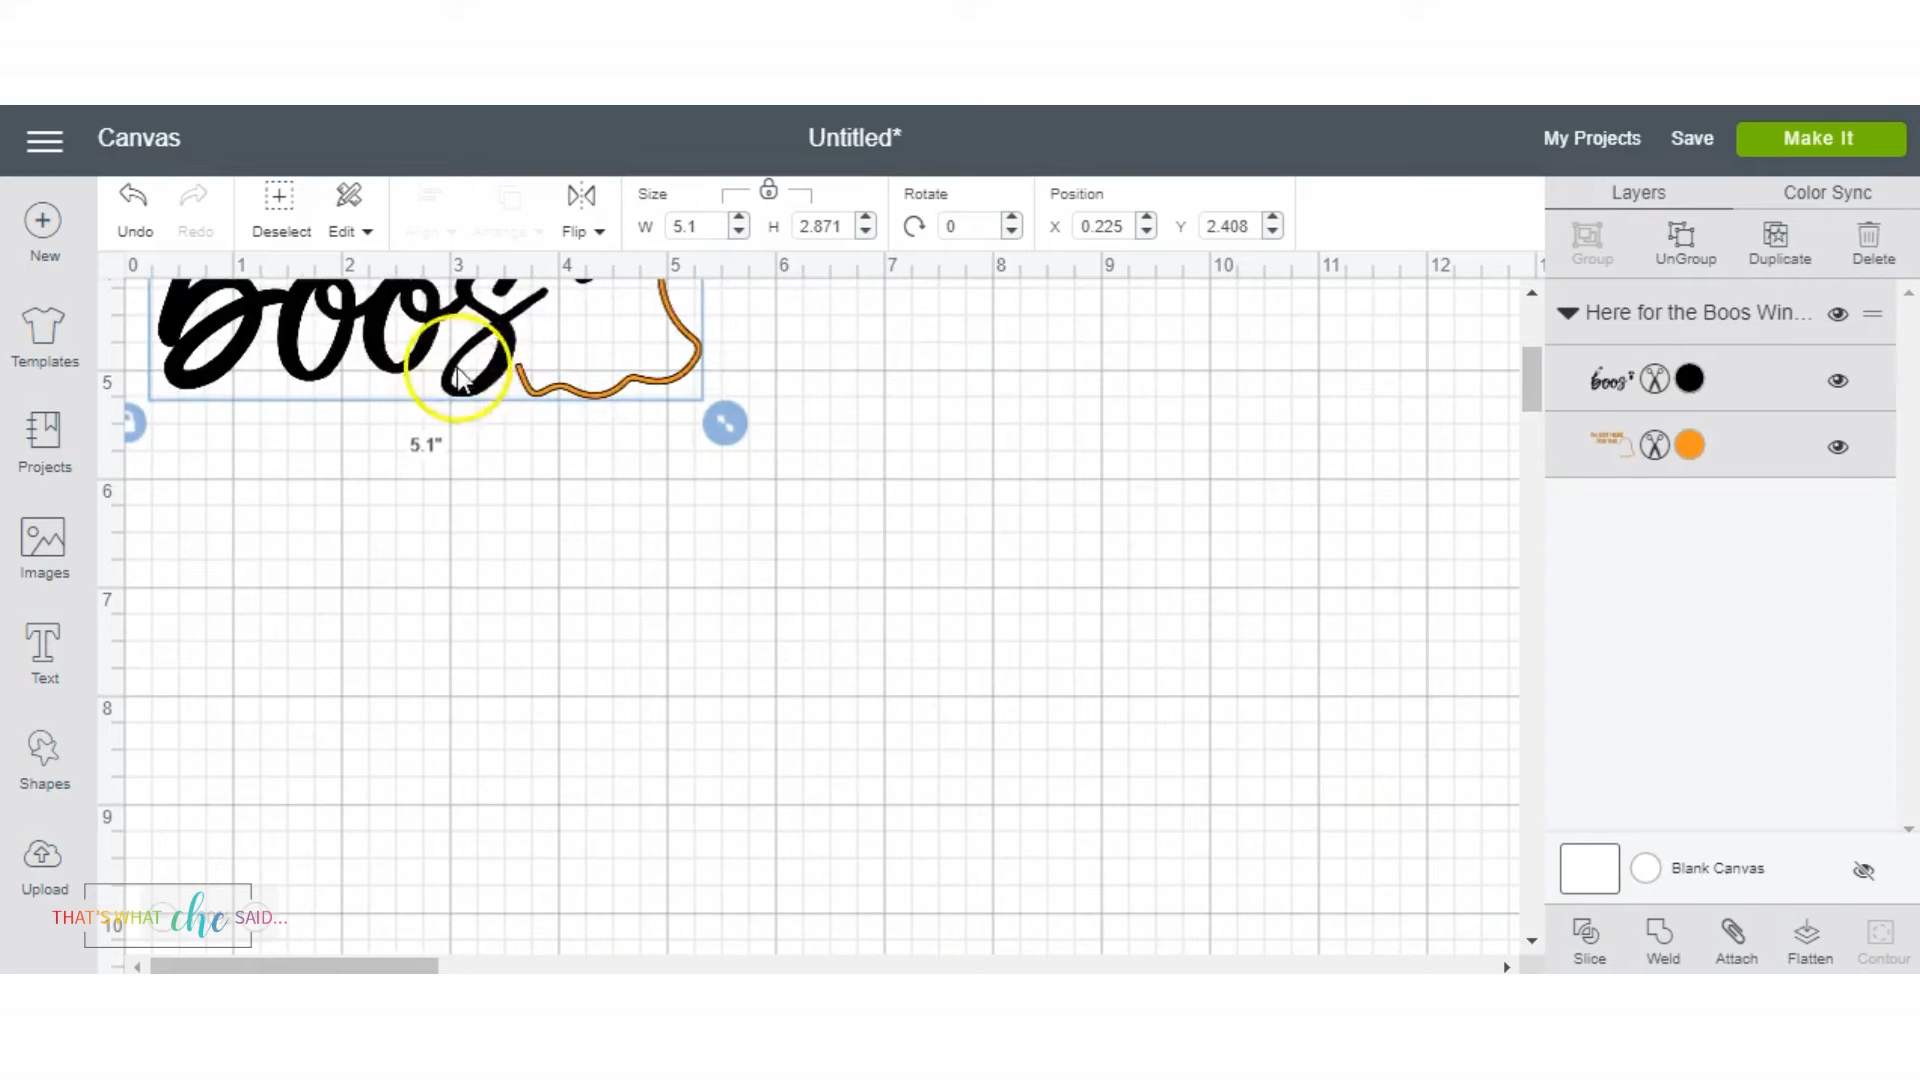 Canvas
Untitled*
My Projects
Save
Make It
Undo
Redo
Deselect
Edit
Align
Arrange
Flip
Size
W 5.1
H 2.871
Rotate
0
Position
X 0.225
Y 2.408
Layers
Color Sync
Group
UnGroup
Duplicate
Delete
New
Templates
Projects
Images
Text
Shapes
Upload
0 1 2 3 4 5 6 7 8 9 10 11 12
5
6
7
8
9
10
boos
5.1"
Here for the Boos Win...
boos
Blank Canvas
Slice
Weld
Attach
Flatten
Contour
THAT'S WHAT che SAID...